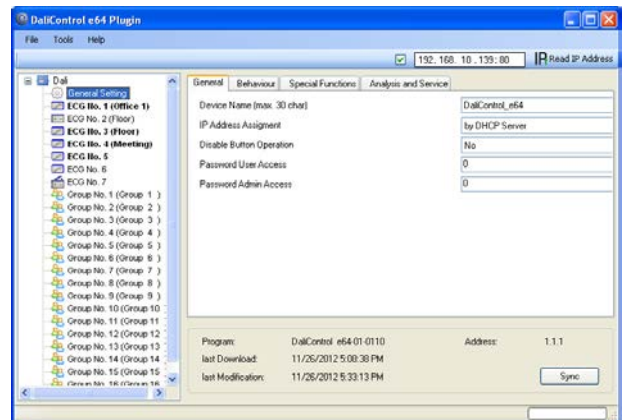 DaliControl e64 Plugin
File Tools Help
192. 168. 10 . 139: 80 Read IP Address
Dali
General Setting
ECG No. 1 (Office 1)
ECG No. 2 (Floor)
ECG No. 3 (Floor)
ECG No. 4 (Meeting)
ECG No. 5
ECG No. 6
ECG No. 7
Group No. 1 (Group 1 )
Group No. 2 (Group 2 )
Group No. 3 (Group 3 )
Group No. 4 (Group 4 )
Group No. 5 (Group 5 )
Group No. 6 (Group 6 )
Group No. 7 (Group 7 )
Group No. 8 (Group 8 )
Group No. 9 (Group 9 )
Group No. 10 (Group 10
Group No. 11 (Group 11
Group No. 12 (Group 12
Group No. 13 (Group 13
Group No. 14 (Group 14
Group No. 15 (Group 15
Group No. 16 (Group 16
General Behaviour Special Functions Analysis and Service
Device Name (max. 30 char) DaliControl_e64
IP Address Assigment by DHCP Server
Disable Button Operation No
Password User Access 0
Password Admin Access 0
Program: DaliControl e64-01-0110 Address: 1.1.1
last Download: 11/26/2012 5:08:38 PM
last Modification: 11/26/2012 5:33:13 PM
Sync